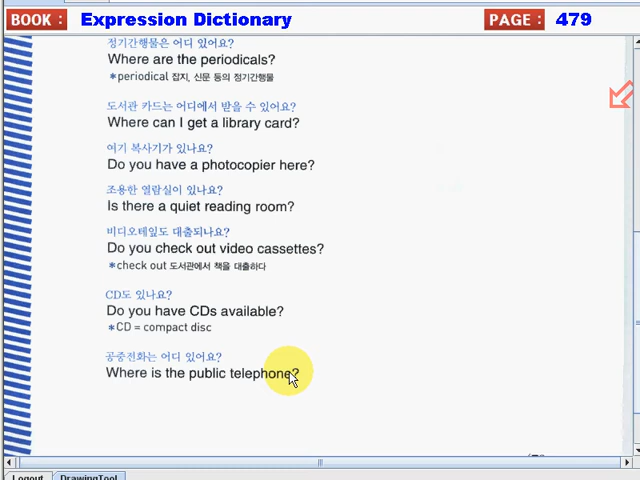 BOOK : Expression Dictionary PAGE : 479
정기간행물은 어디 있어요?
Where are the periodicals?
*periodical 잡지, 신문 등의 정기간행물
도서관 카드는 어디에서 받을 수 있어요?
Where can I get a library card?
여기 복사기가 있나요?
Do you have a photocopier here?
조용한 열람실이 있나요?
Is there a quiet reading room?
비디오테잎도 대출되나요?
Do you check out video cassettes?
*check out 도서관에서 책을 대출하다
CD도 있나요?
Do you have CDs available?
*CD = compact disc
공중전화는 어디 있어요?
Where is the public telephone?
Logout DrawingTool